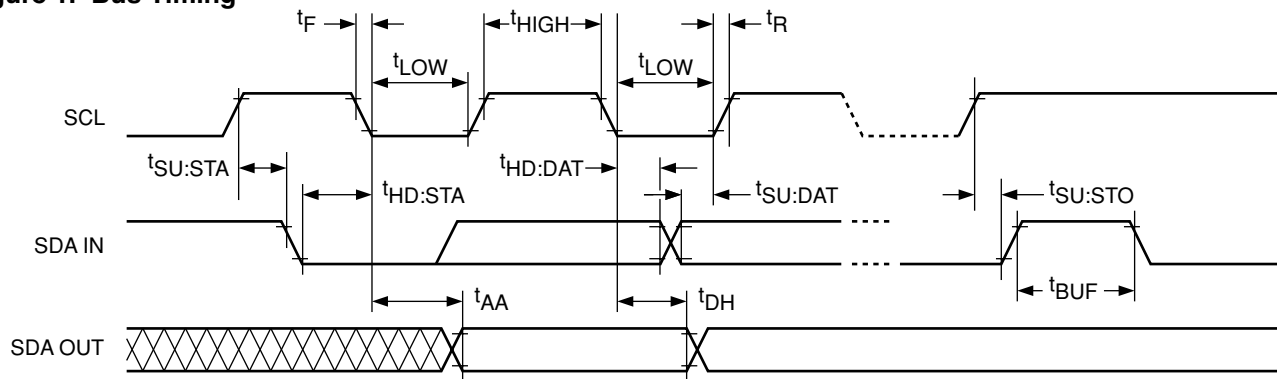 Figure 1. Bus Timing
tF
tHIGH
tR
tLOW
tLOW
SCL
tSU:STA
tHD:STA
tHD:DAT
tSU:DAT
tSU:STO
SDA IN
tBUF
tAA
tDH
SDA OUT